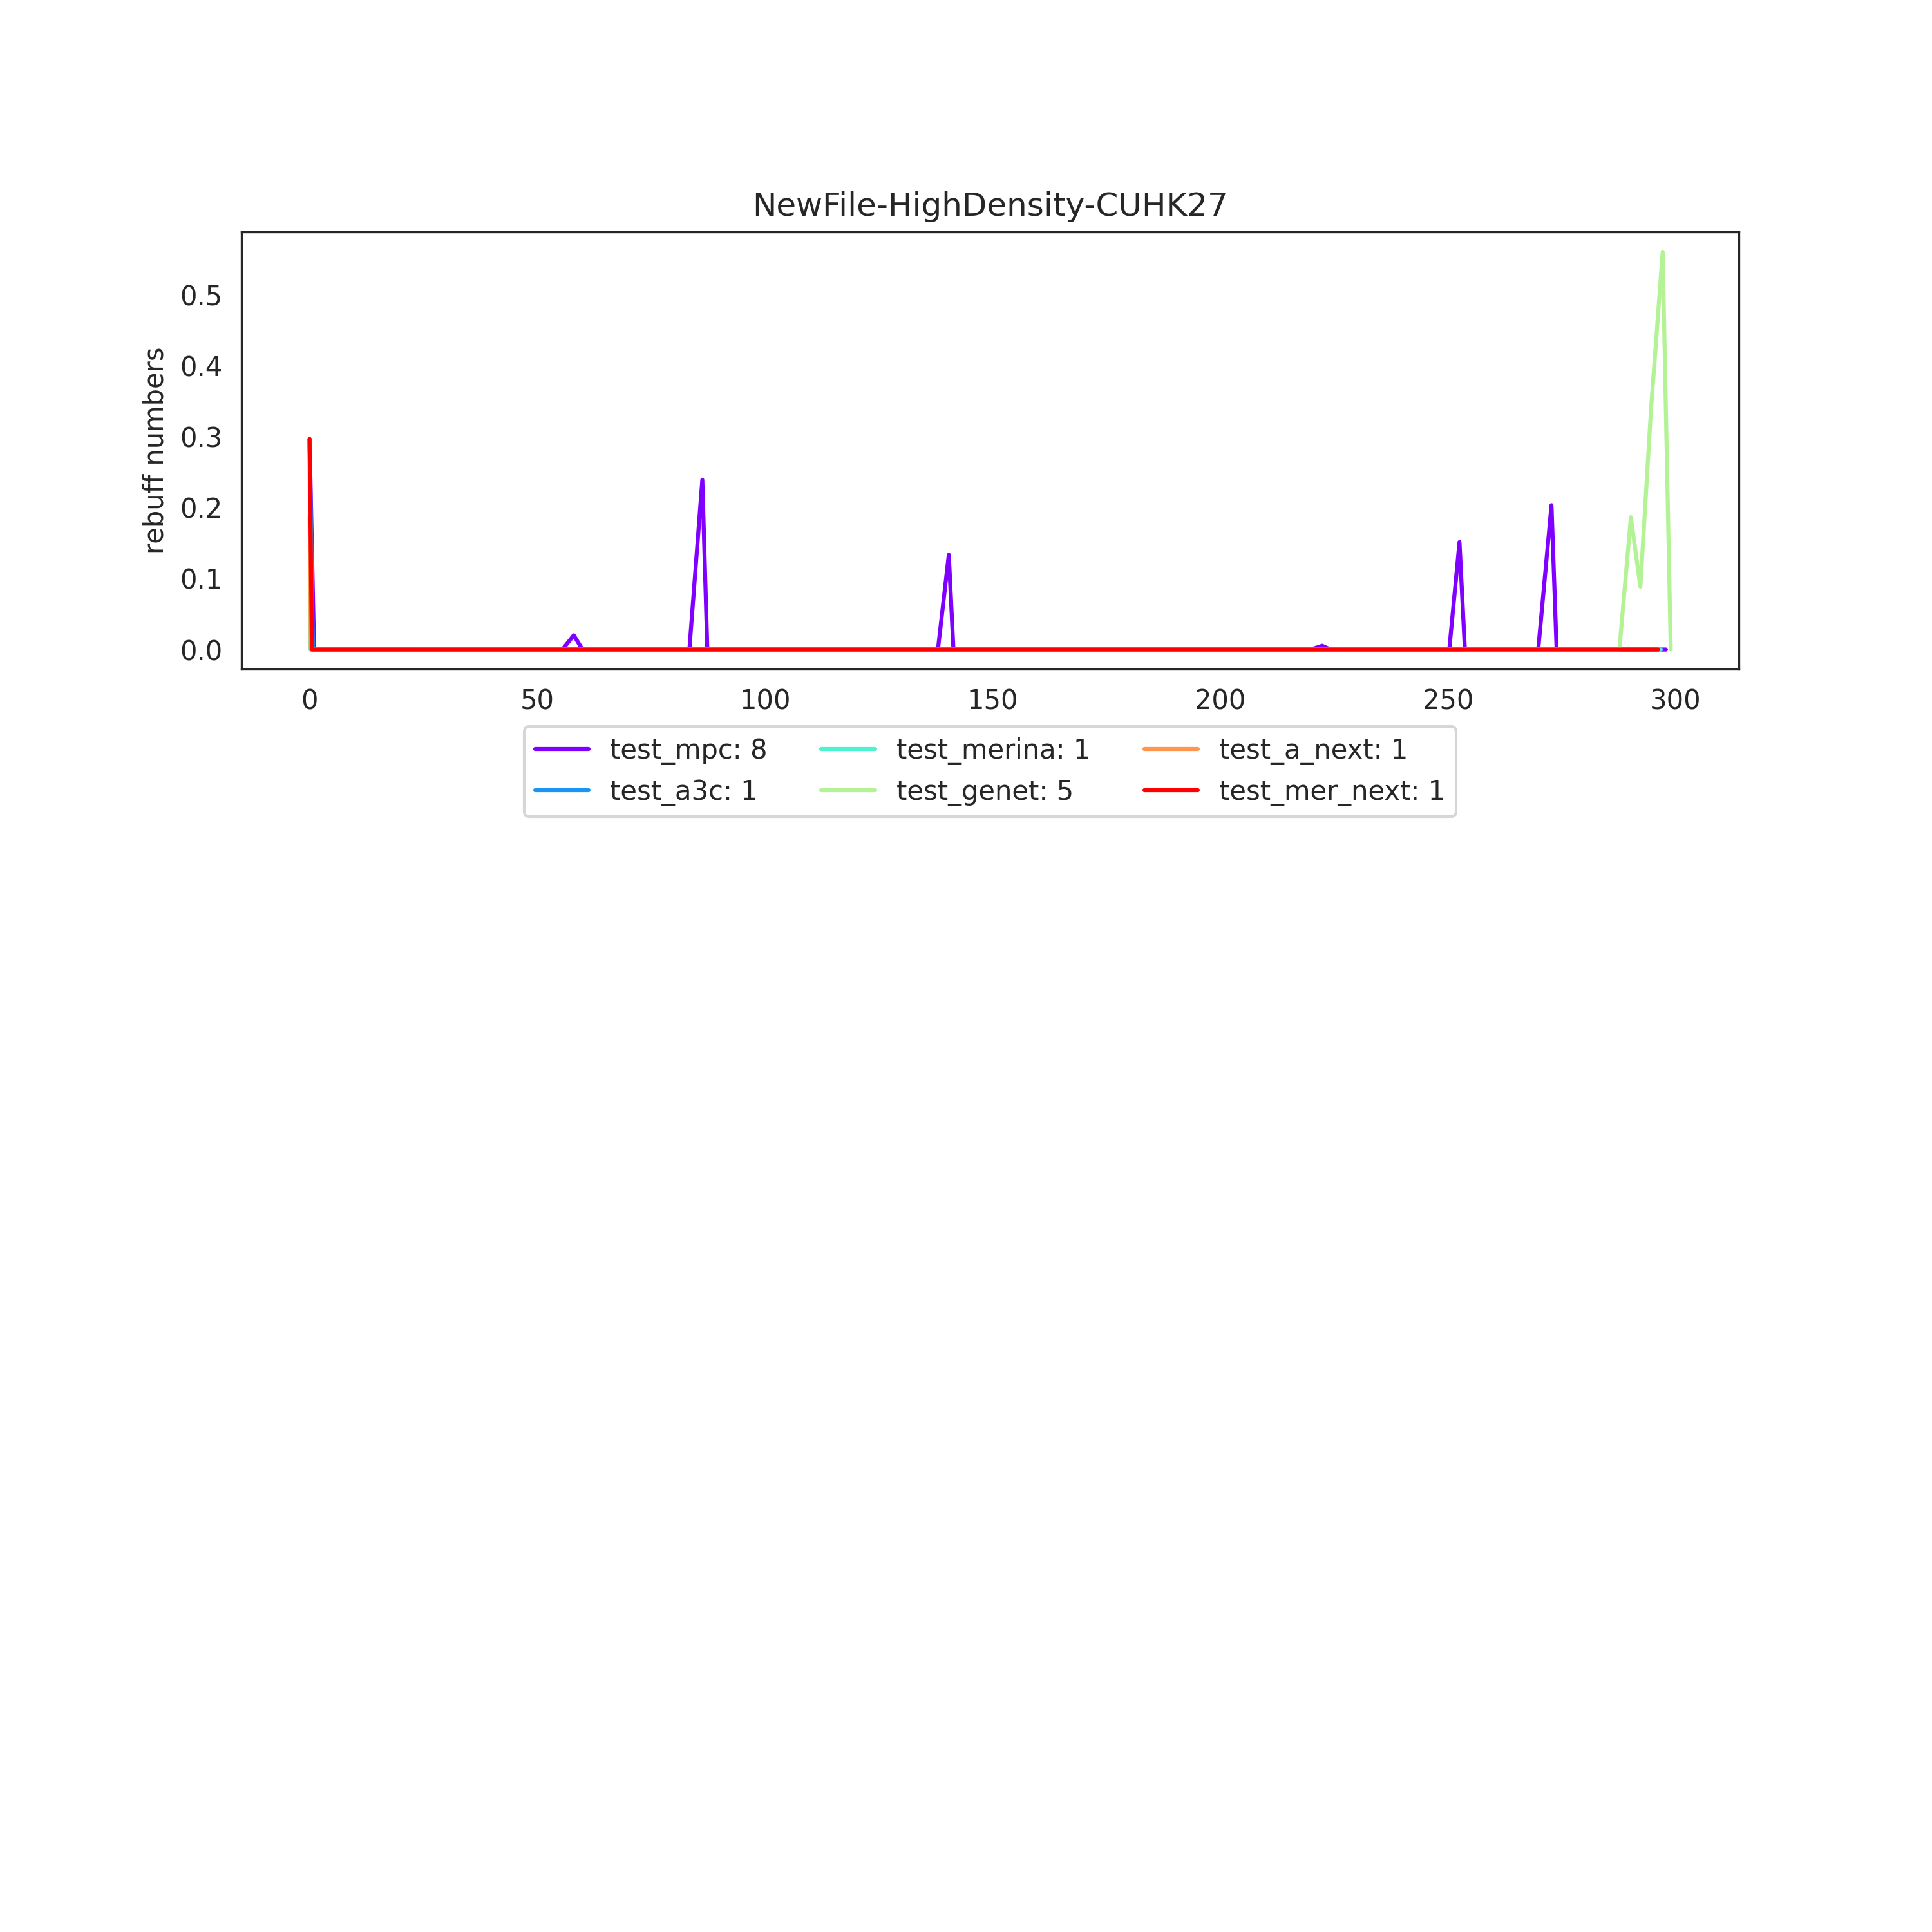 NewFile-HighDensity-CUHK27
rebuff numbers
0.5
0.4
0.3
0.2
0.1
0.0
0 50 100 150 200 250 300
test_mpc: 8 test_merina: 1 test_a_next: 1
test_a3c: 1 test_genet: 5 test_mer_next: 1